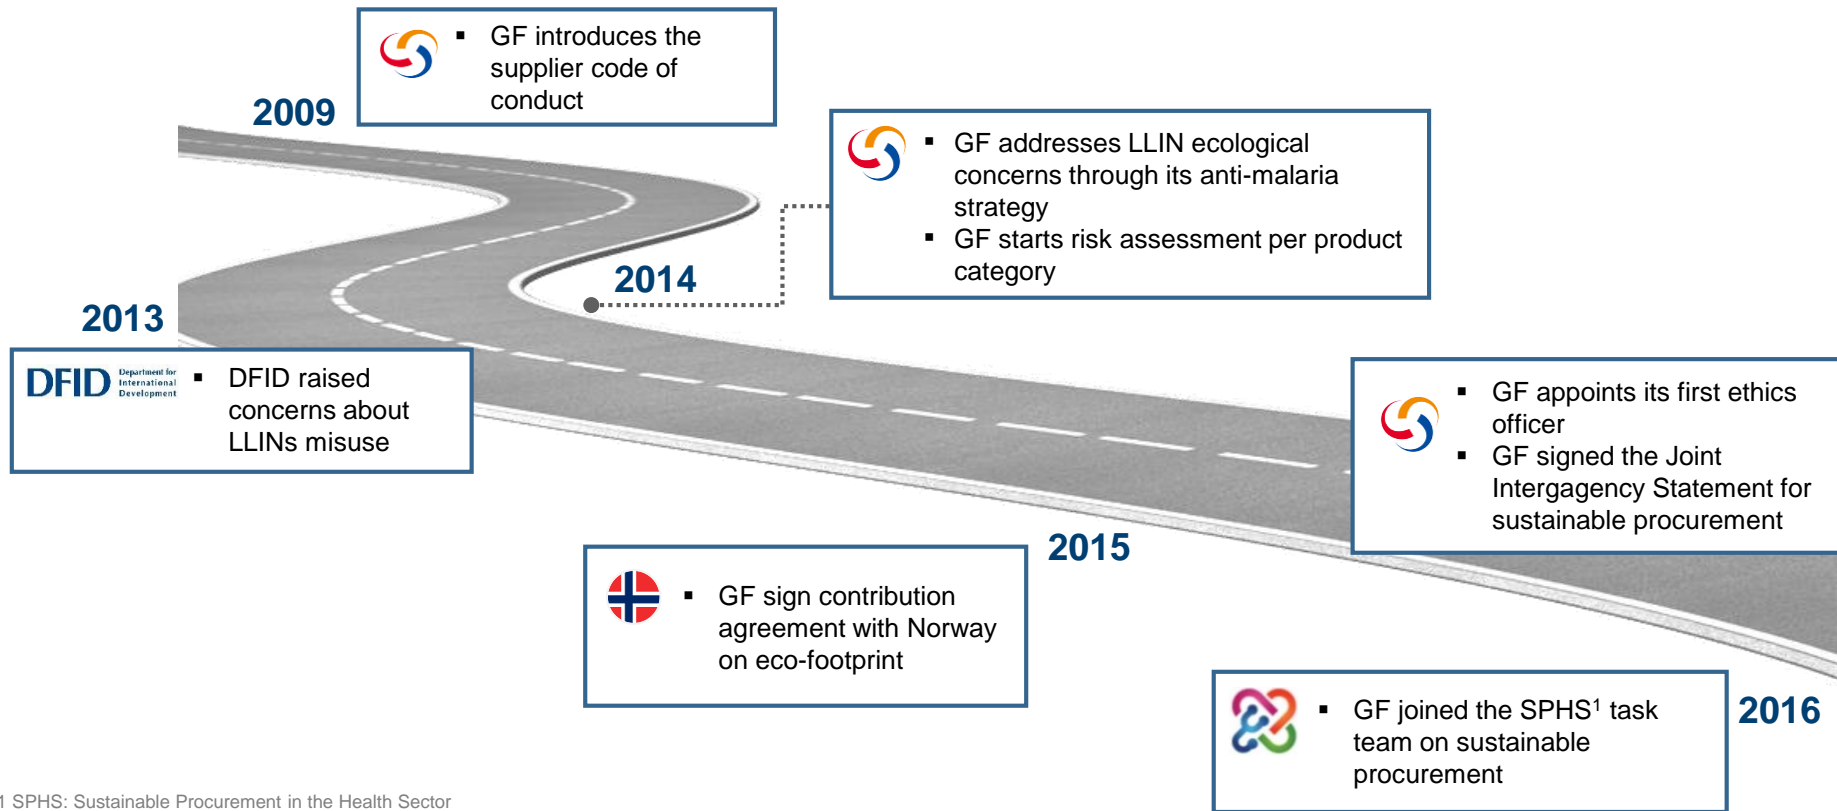 2009
▪ GF introduces the
supplier code of
conduct
2013
DFID Department for
International
Development
▪ DFID raised
concerns about
LLINs misuse
2014
▪ GF addresses LLIN ecological
concerns through its anti-malaria
strategy
▪ GF starts risk assessment per product
category
2015
▪ GF sign contribution
agreement with Norway
on eco-footprint
▪ GF appoints its first ethics
officer
▪ GF signed the Joint
Intergagency Statement for
sustainable procurement
2016
▪ GF joined the SPHS¹ task
team on sustainable
procurement
1 SPHS: Sustainable Procurement in the Health Sector